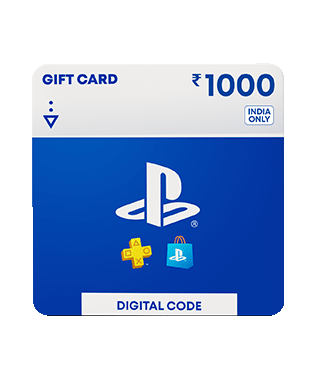 GIFT CARD
₹1000
INDIA
ONLY
®
DIGITAL CODE